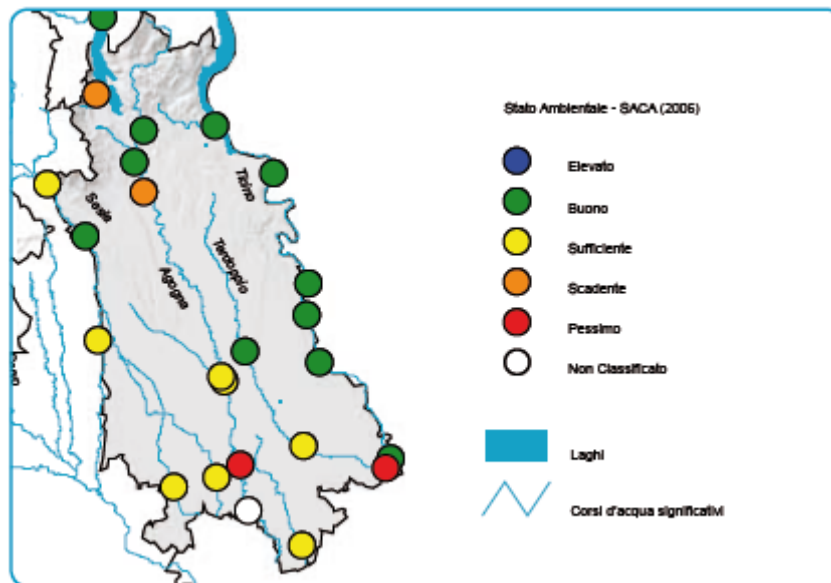 Stato Ambientale - SACA (2006)
Elevato
Buono
Sufficiente
Scadente
Pessimo
Non Classificato
Laghi
Corsi d'acqua significativi
Sesia
Ticino
Terdoppio
Agogna